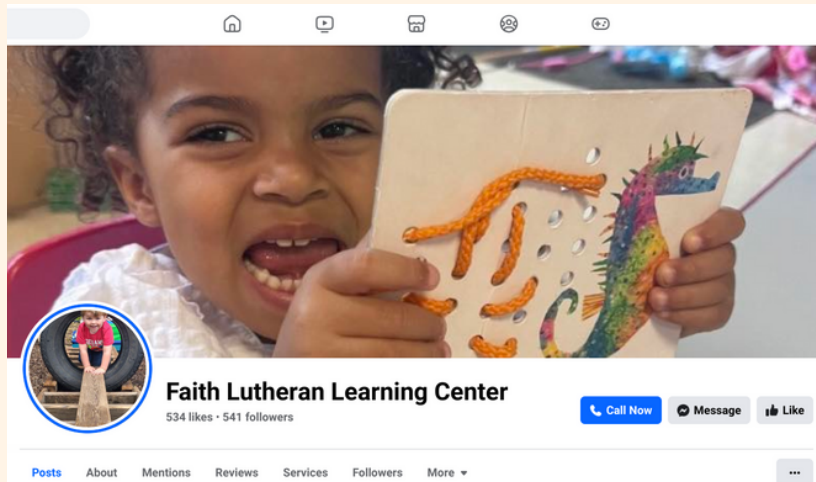 Faith Lutheran Learning Center
534 likes • 541 followers
Call Now
Message
Like
Posts
About
Mentions
Reviews
Services
Followers
More